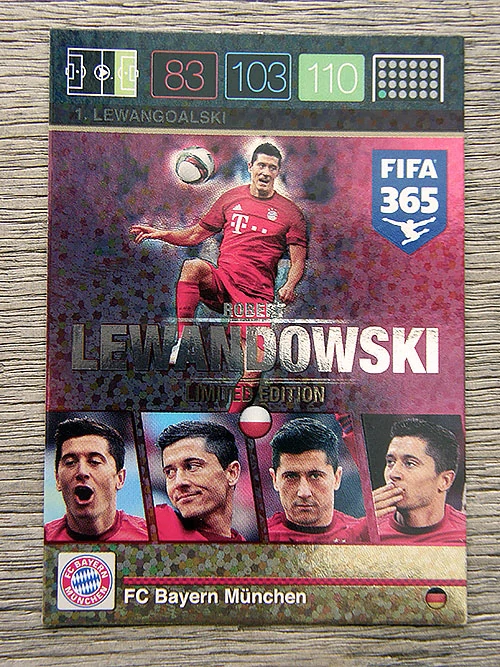 83 103 110
1. LEWANGOALSKI
FIFA
365
T
ROBERT
LEWANDOWSKI
LIMITED EDITION
FC BAYERN
MÜNCHEN
FC Bayern München